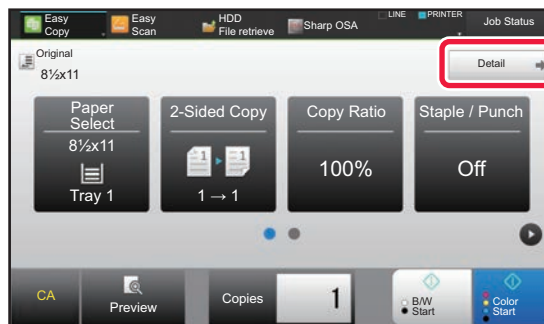 Easy
Copy
Easy
Scan
HDD
File retrieve
Sharp OSA
LINE
PRINTER
Job Status
Original
8½x11
Detail
Paper
Select
8½x11
Tray 1
2-Sided Copy
1
1
1 → 1
Copy Ratio
100%
Staple / Punch
Off
CA
Preview
Copies
1
B/W
Start
Color
Start